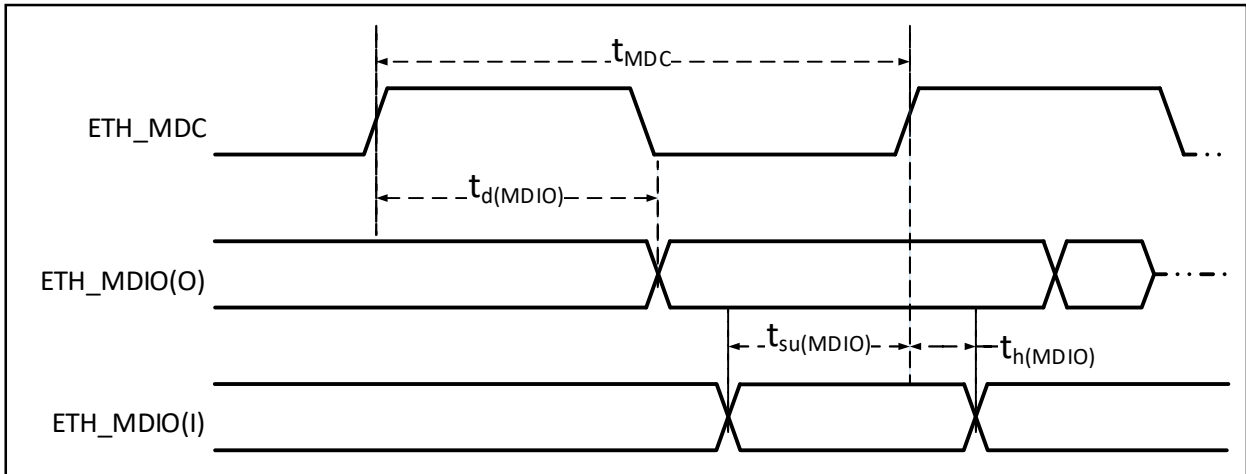 tMDC
ETH_MDC
td(MDIO)
ETH_MDIO(O)
tsu(MDIO)
th(MDIO)
ETH_MDIO(I)